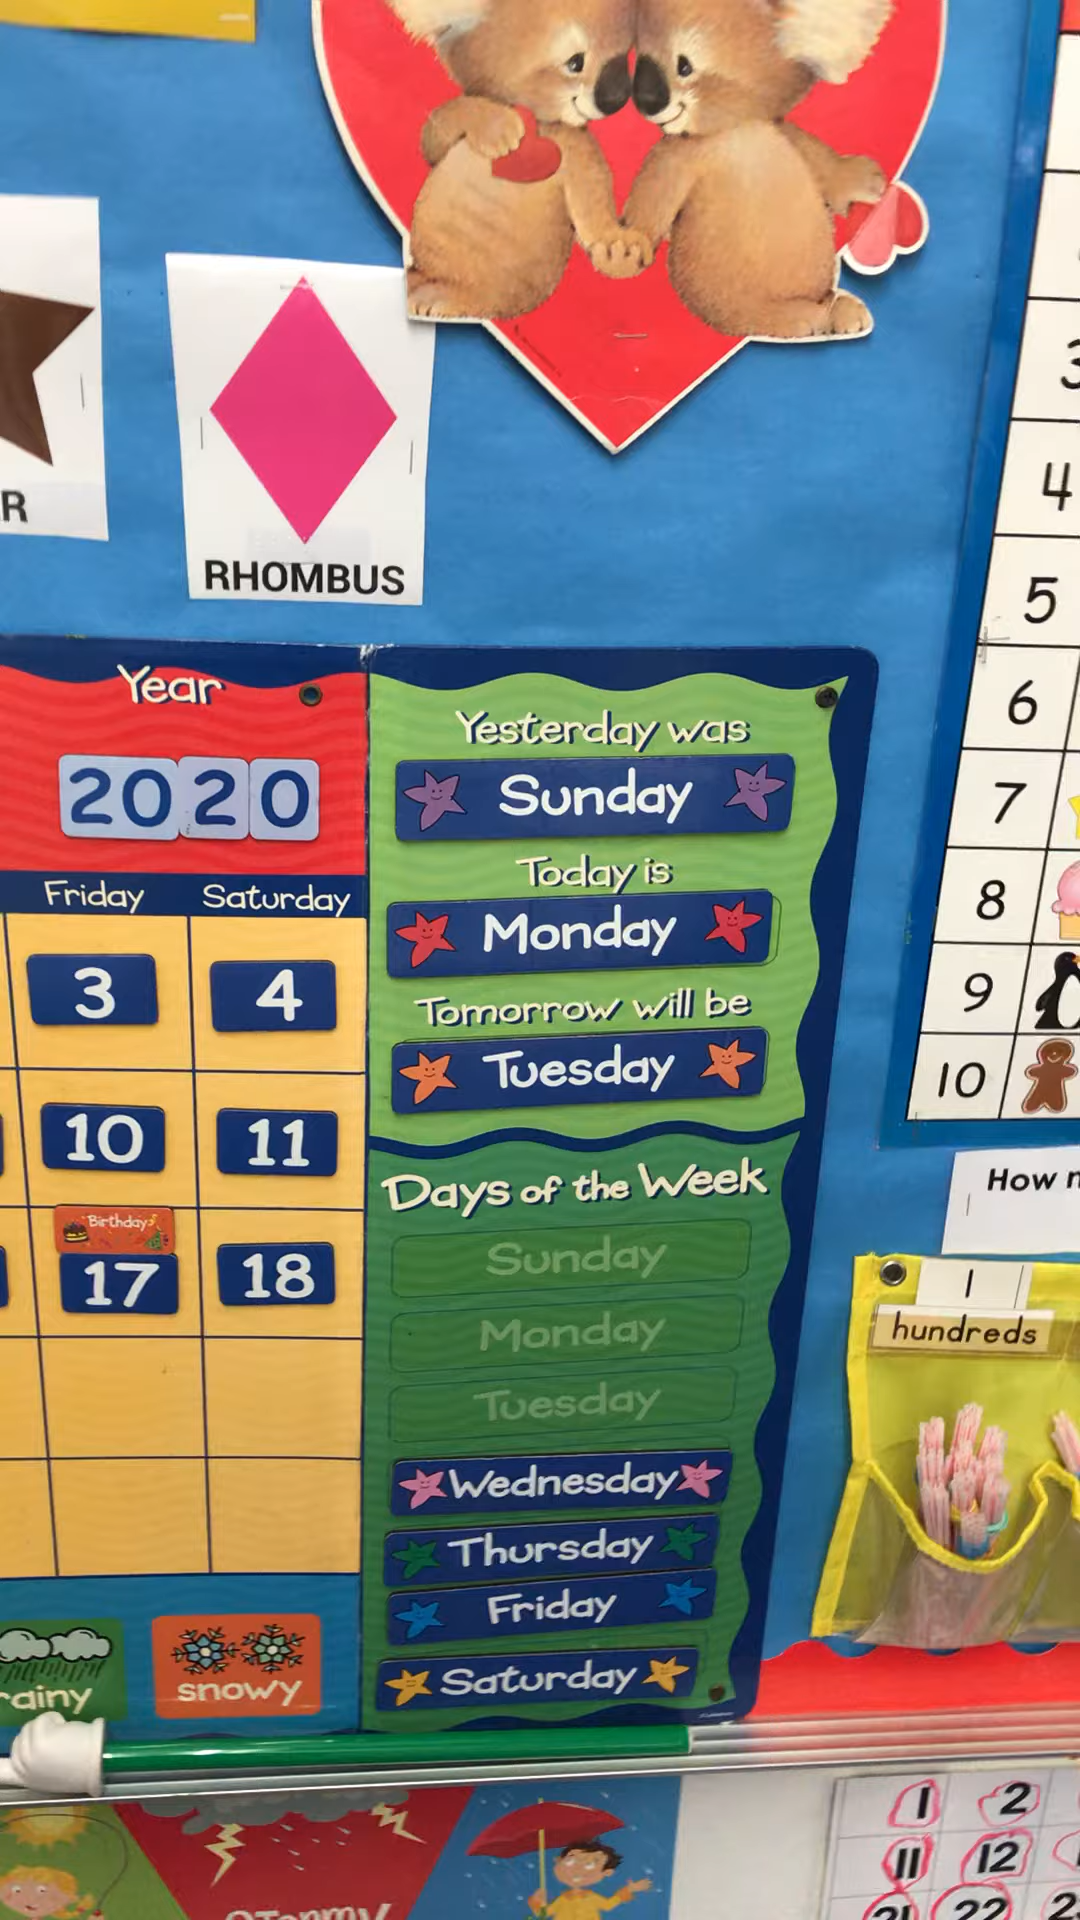 R
RHOMBUS
3
4
5
6
7
8
9
10
Year
2020
Friday Saturday
3 4
10 11
Birthday
17 18
rainy
snowy
Yesterday was
Sunday
Today is
Monday
Tomorrow will be
Tuesday
Days of the Week
Sunday
Monday
Tuesday
Wednesday
Thursday
Friday
Saturday
How
1
hundreds
1 2
11 12
21 22